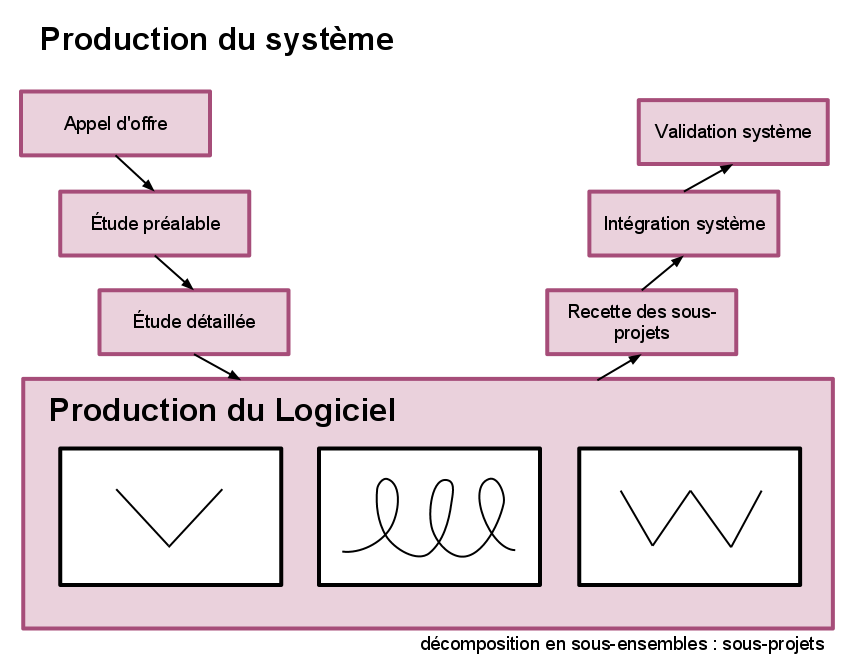 Production du système
Appel d'offre
Étude préalable
Étude détaillée
Validation système
Intégration système
Recette des sous-
projets
Production du Logiciel
décomposition en sous-ensembles : sous-projets